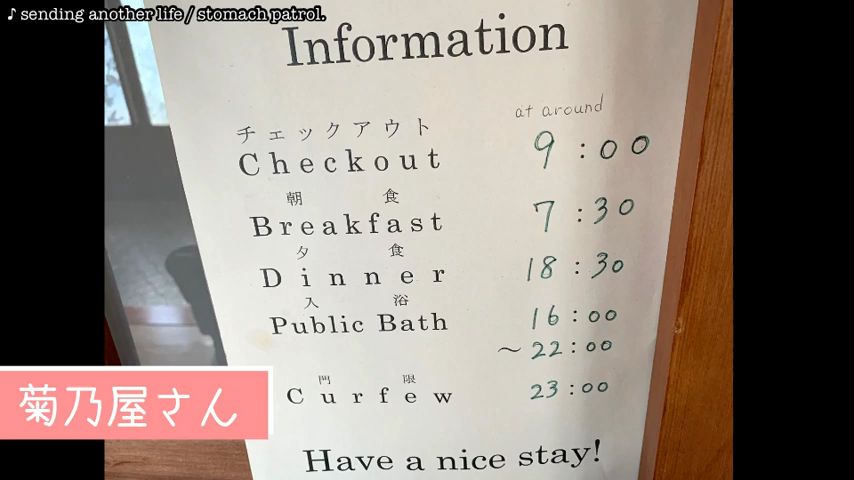 ♪ sending another life / stomach patrol.
Information
at around
チェックアウト
Checkout 9:00
朝食
Breakfast 7:30
夕食
Dinner 18:30
入浴
Public Bath 16:00
～22:00
門限
Curfew 23:00
菊乃屋さん
Have a nice stay!